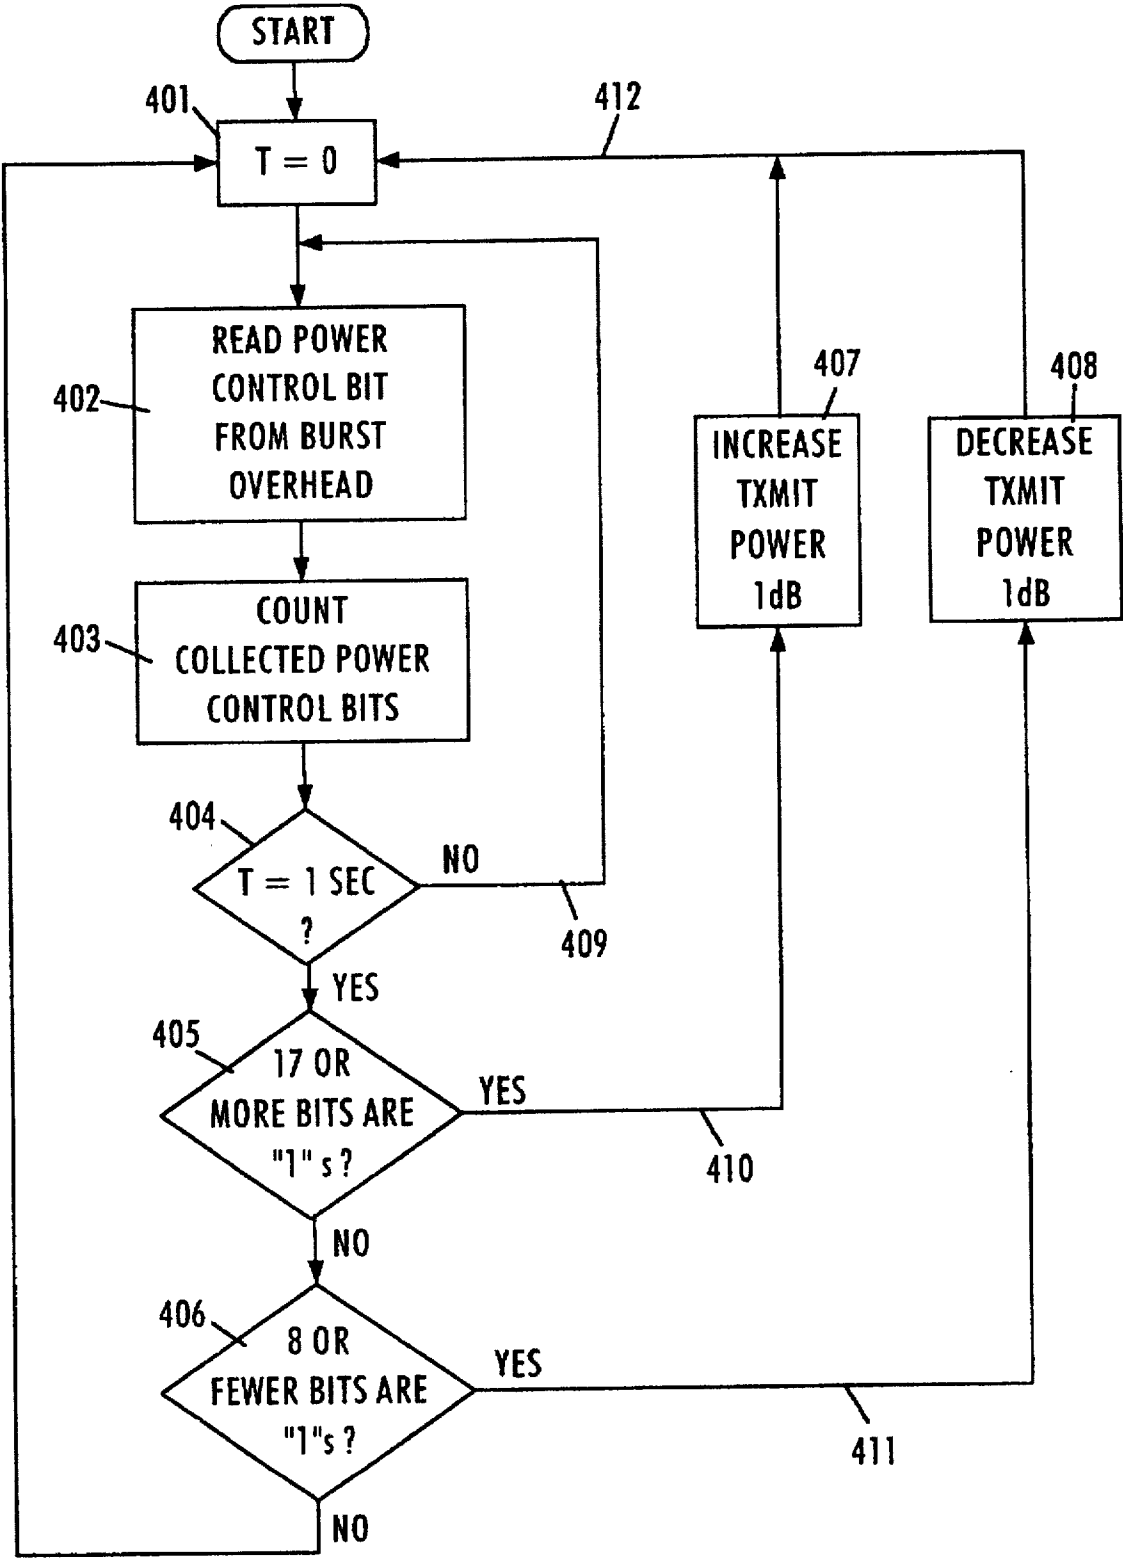 START
401
412
T = 0
READ POWER
CONTROL BIT
FROM BURST
OVERHEAD
402
407
INCREASE
TXMIT
POWER
1dB
408
DECREASE
TXMIT
POWER
1dB
COUNT
COLLECTED POWER
CONTROL BITS
403
404
T = 1 SEC
?
NO
409
YES
405
17 OR
MORE BITS ARE
"1" s ?
YES
410
NO
406
8 OR
FEWER BITS ARE
"1"s ?
YES
411
NO